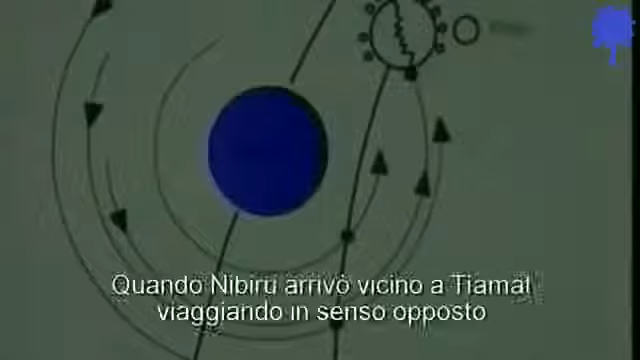 Quando Nibiru arrivò vicino a Tiamat
viaggiando in senso opposto